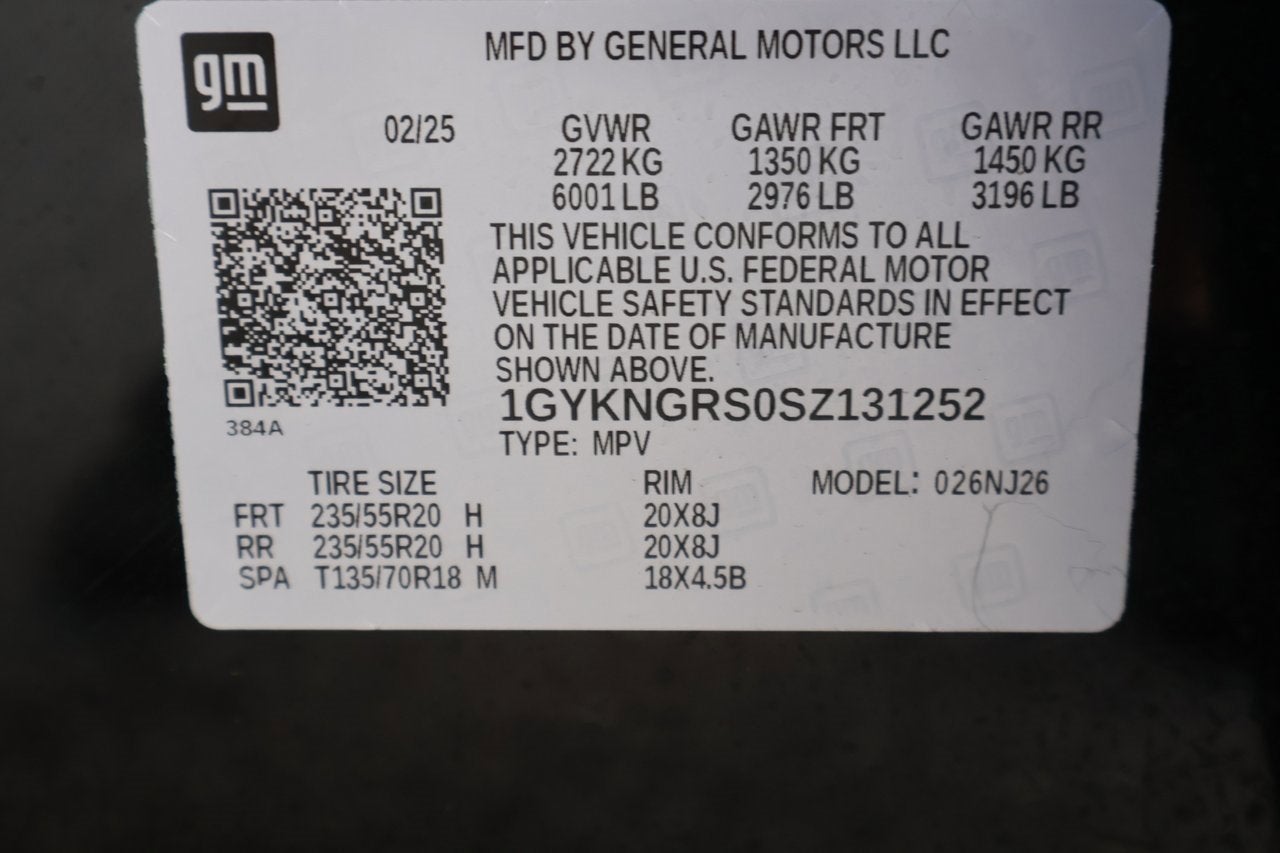 gm
MFD BY GENERAL MOTORS LLC
02/25 GVWR GAWR FRT GAWR RR
2722 KG 1350 KG 1450 KG
6001 LB 2976 LB 3196 LB
THIS VEHICLE CONFORMS TO ALL
APPLICABLE U.S. FEDERAL MOTOR
VEHICLE SAFETY STANDARDS IN EFFECT
ON THE DATE OF MANUFACTURE
SHOWN ABOVE.
1GYKNGRS0SZ131252
384A
TYPE: MPV
TIRE SIZE RIM MODEL: 026NJ26
FRT 235/55R20 H 20X8J
RR 235/55R20 H 20X8J
SPA T135/70R18 M 18X4.5B